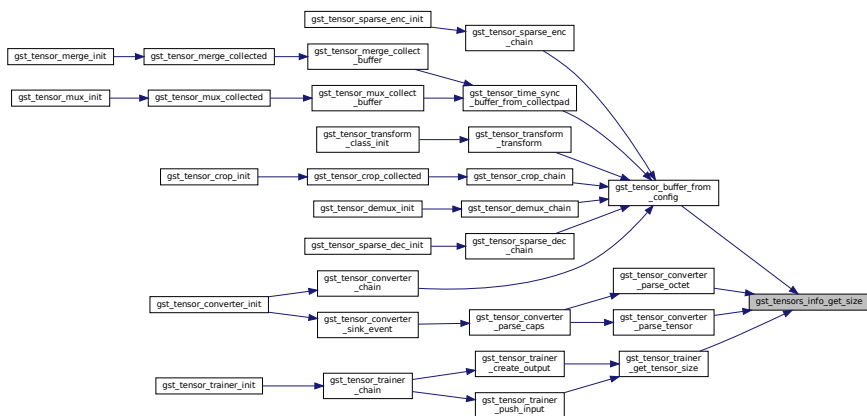 gst_tensor_sparse_enc_init
gst_tensor_sparse_enc
_chain
gst_tensor_merge_init
gst_tensor_merge_collected
gst_tensor_merge_collect
_buffer
gst_tensor_mux_init
gst_tensor_mux_collected
gst_tensor_mux_collect
_buffer
gst_tensor_time_sync
_buffer_from_collectpad
gst_tensor_transform
_class_init
gst_tensor_transform
_transform
gst_tensor_crop_init
gst_tensor_crop_collected
gst_tensor_crop_chain
gst_tensor_buffer_from
_config
gst_tensor_demux_init
gst_tensor_demux_chain
gst_tensor_sparse_dec_init
gst_tensor_sparse_dec
_chain
gst_tensor_converter_init
gst_tensor_converter
_chain
gst_tensor_converter
_sink_event
gst_tensor_converter
_parse_caps
gst_tensor_converter
_parse_octet
gst_tensor_converter
_parse_tensor
gst_tensors_info_get_size
gst_tensor_trainer_init
gst_tensor_trainer
_chain
gst_tensor_trainer
_create_output
gst_tensor_trainer
_push_input
gst_tensor_trainer
_get_tensor_size